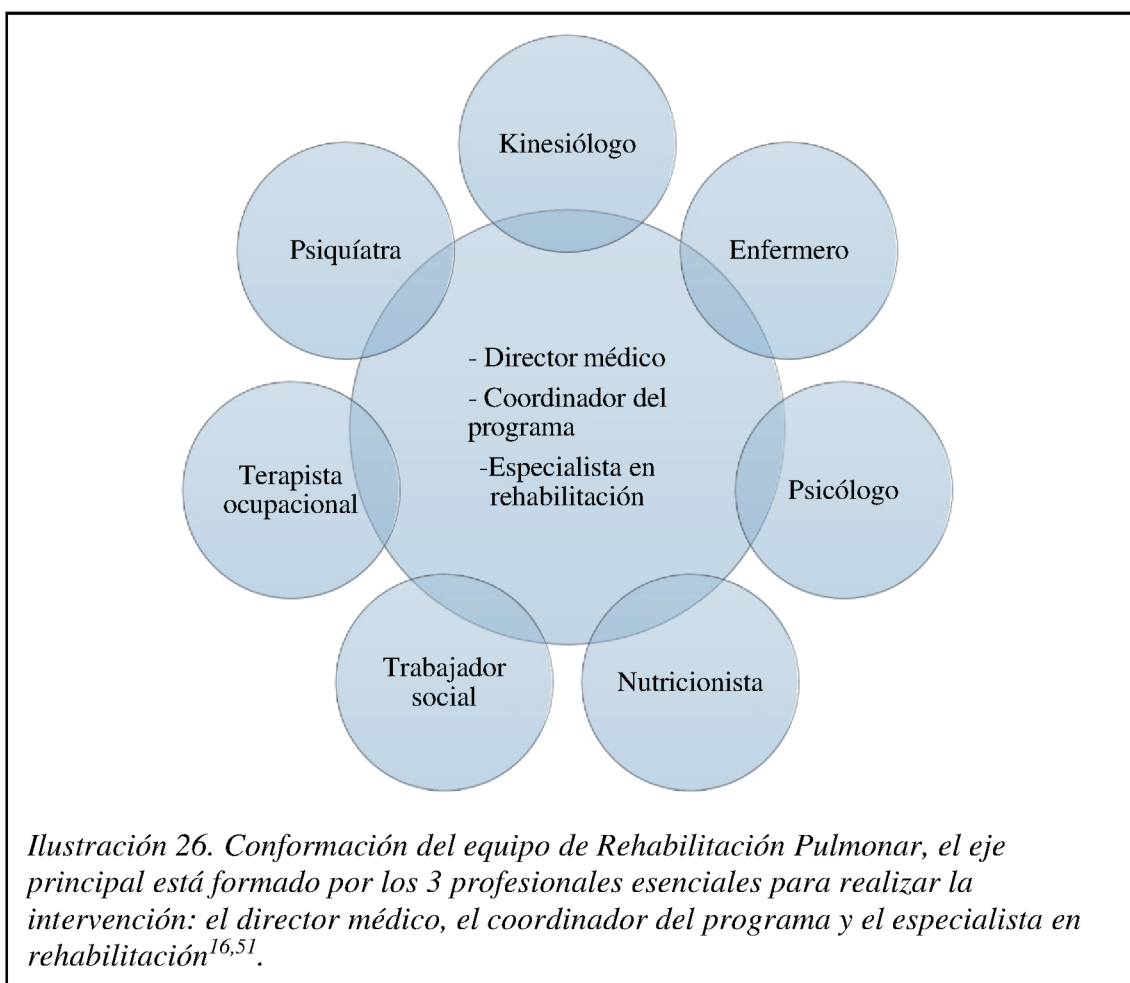 Kinesiólogo
Psiquíatra
Enfermero
- Director médico
- Coordinador del
programa
-Especialista en
rehabilitación
Terapista
ocupacional
Psicólogo
Trabajador
social
Nutricionista
Ilustración 26. Conformación del equipo de Rehabilitación Pulmonar, el eje
principal está formado por los 3 profesionales esenciales para realizar la
intervención: el director médico, el coordinador del programa y el especialista en
rehabilitación16,51.